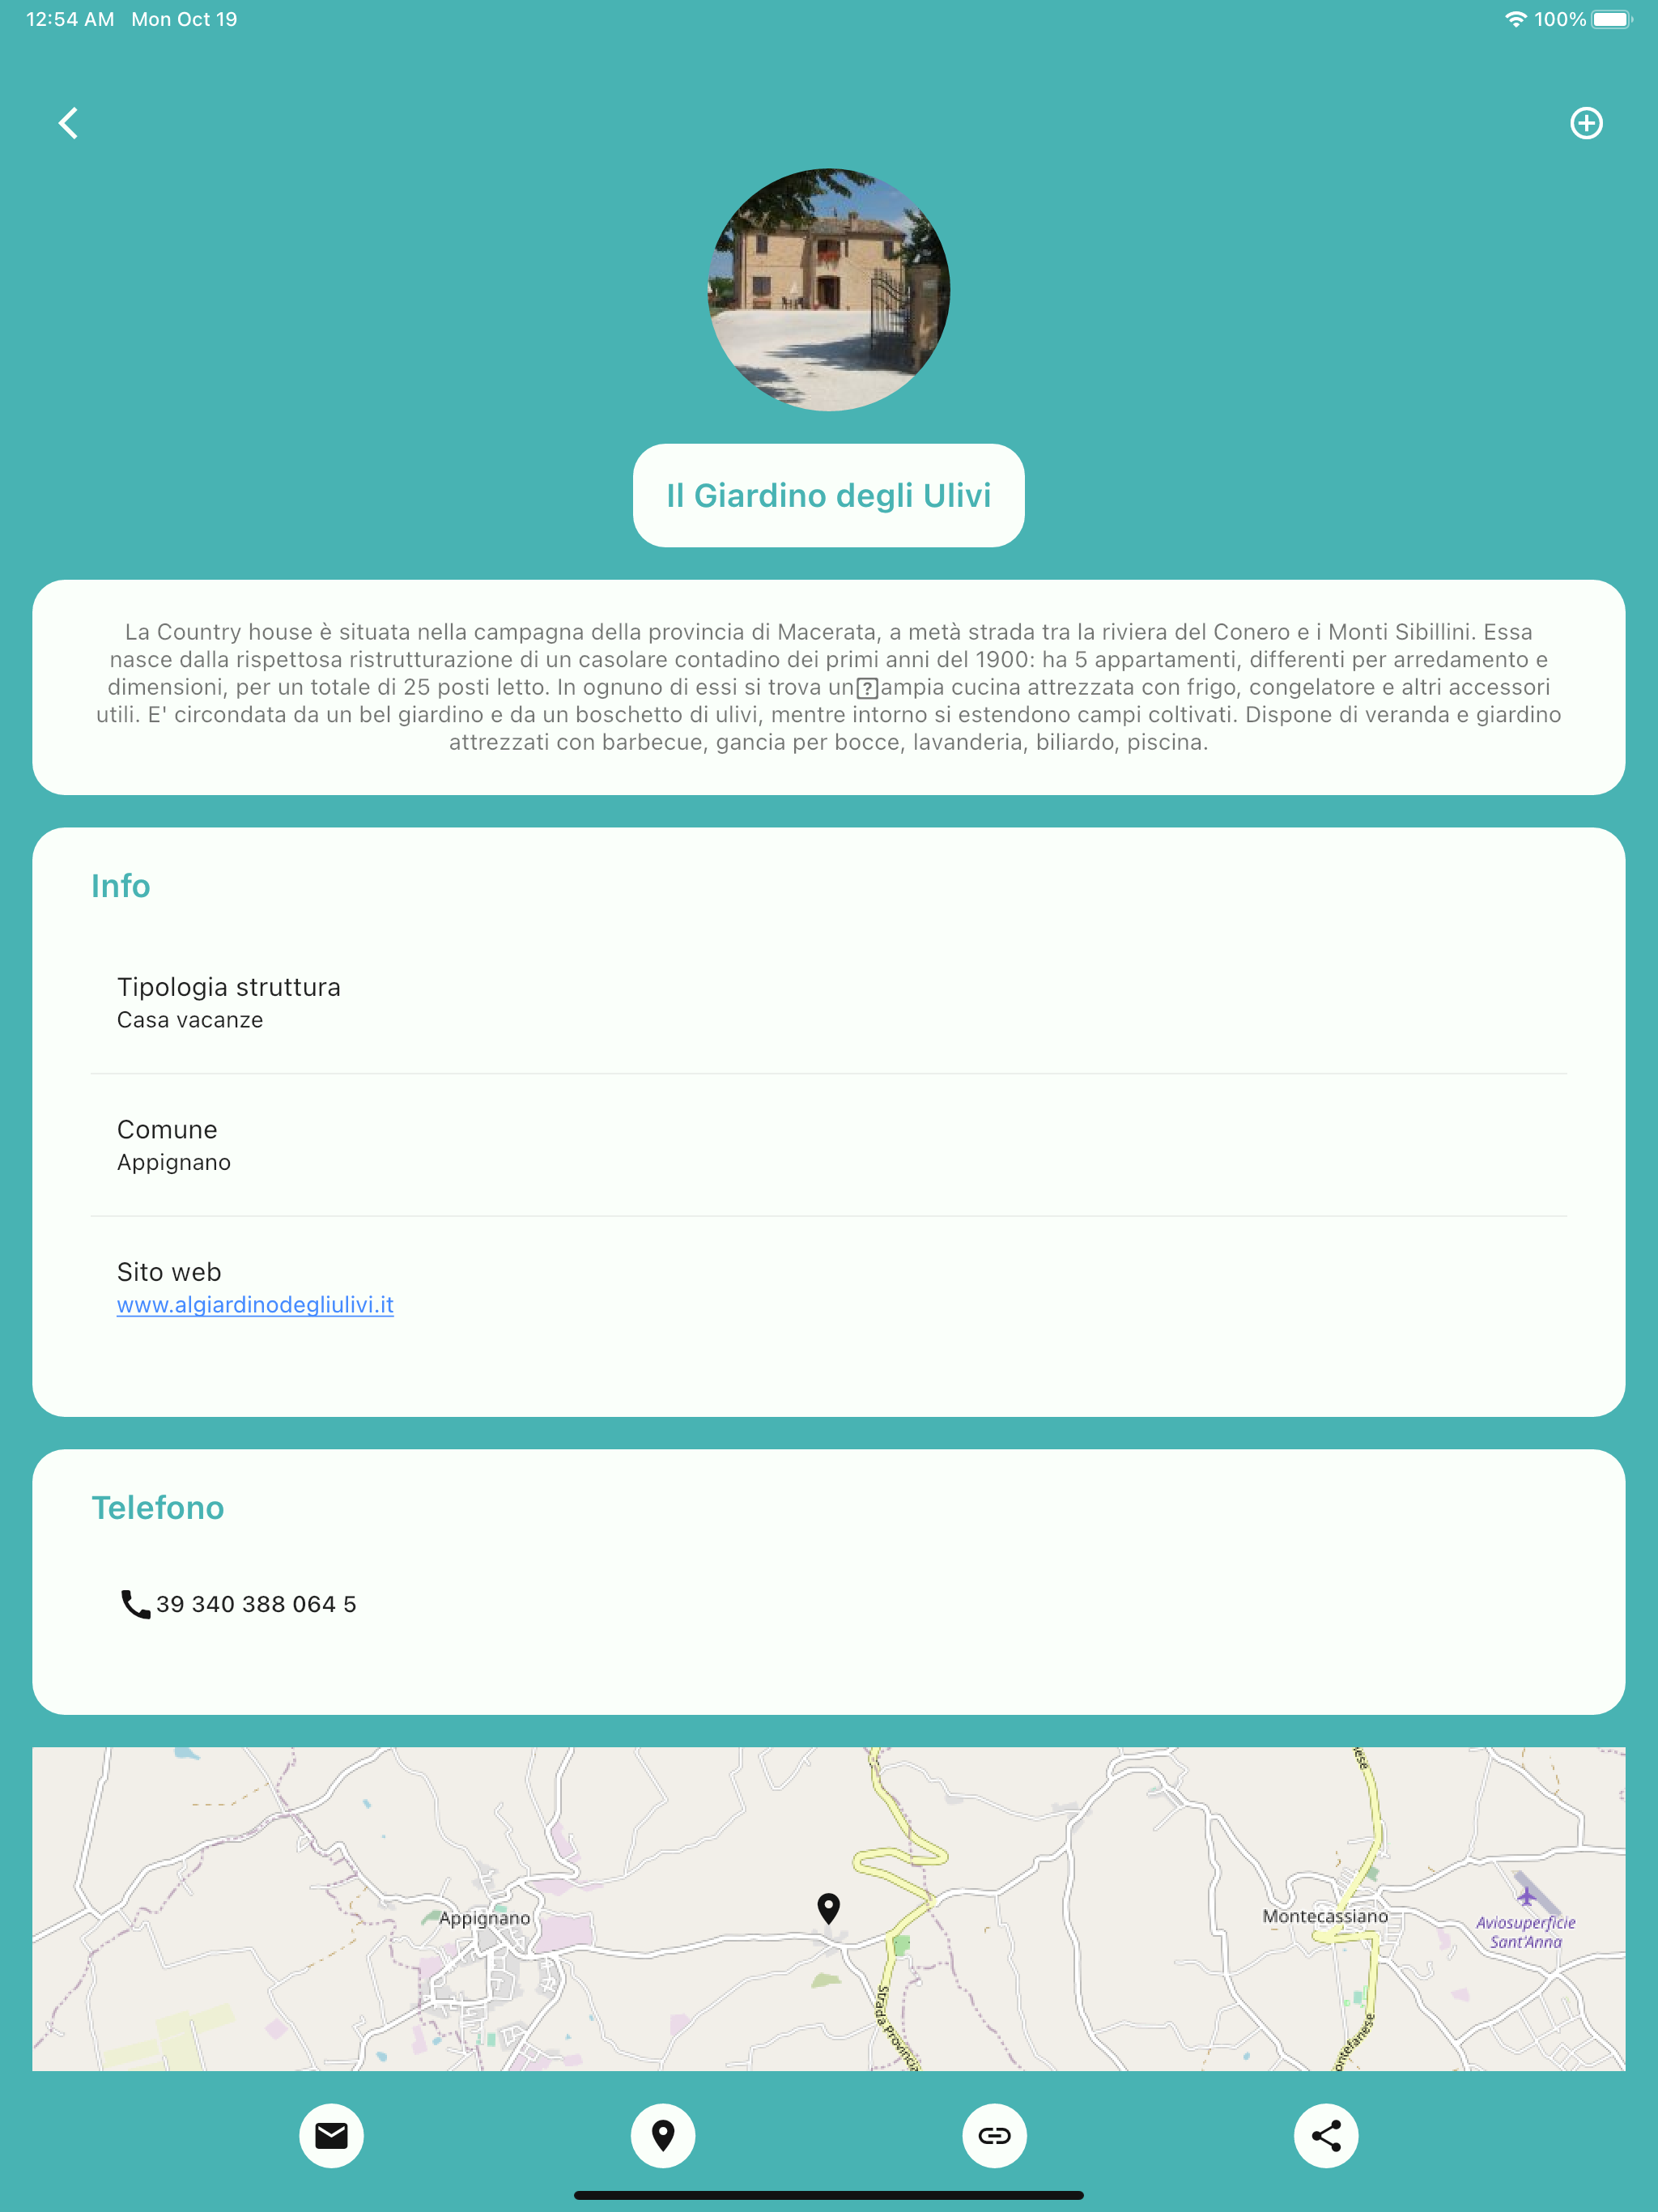 12:54 AM Mon Oct 19
100%
Il Giardino degli Ulivi
La Country house è situata nella campagna della provincia di Macerata, a metà strada tra la riviera del Conero e i Monti Sibillini. Essa
nasce dalla rispettosa ristrutturazione di un casolare contadino dei primi anni del 1900: ha 5 appartamenti, differenti per arredamento e
dimensioni, per un totale di 25 posti letto. In ognuno di essi si trova un�ampia cucina attrezzata con frigo, congelatore e altri accessori
utili. E' circondata da un bel giardino e da un boschetto di ulivi, mentre intorno si estendono campi coltivati. Dispone di veranda e giardino
attrezzati con barbecue, gancia per bocce, lavanderia, biliardo, piscina.
Info
Tipologia struttura
Casa vacanze
Comune
Appignano
Sito web
www.algiardinodegliulivi.it
Telefono
39 340 388 064 5
Appignano
Montecassiano
Aviosuperficie
Sant'Anna
Strada Provincia
ontefanese